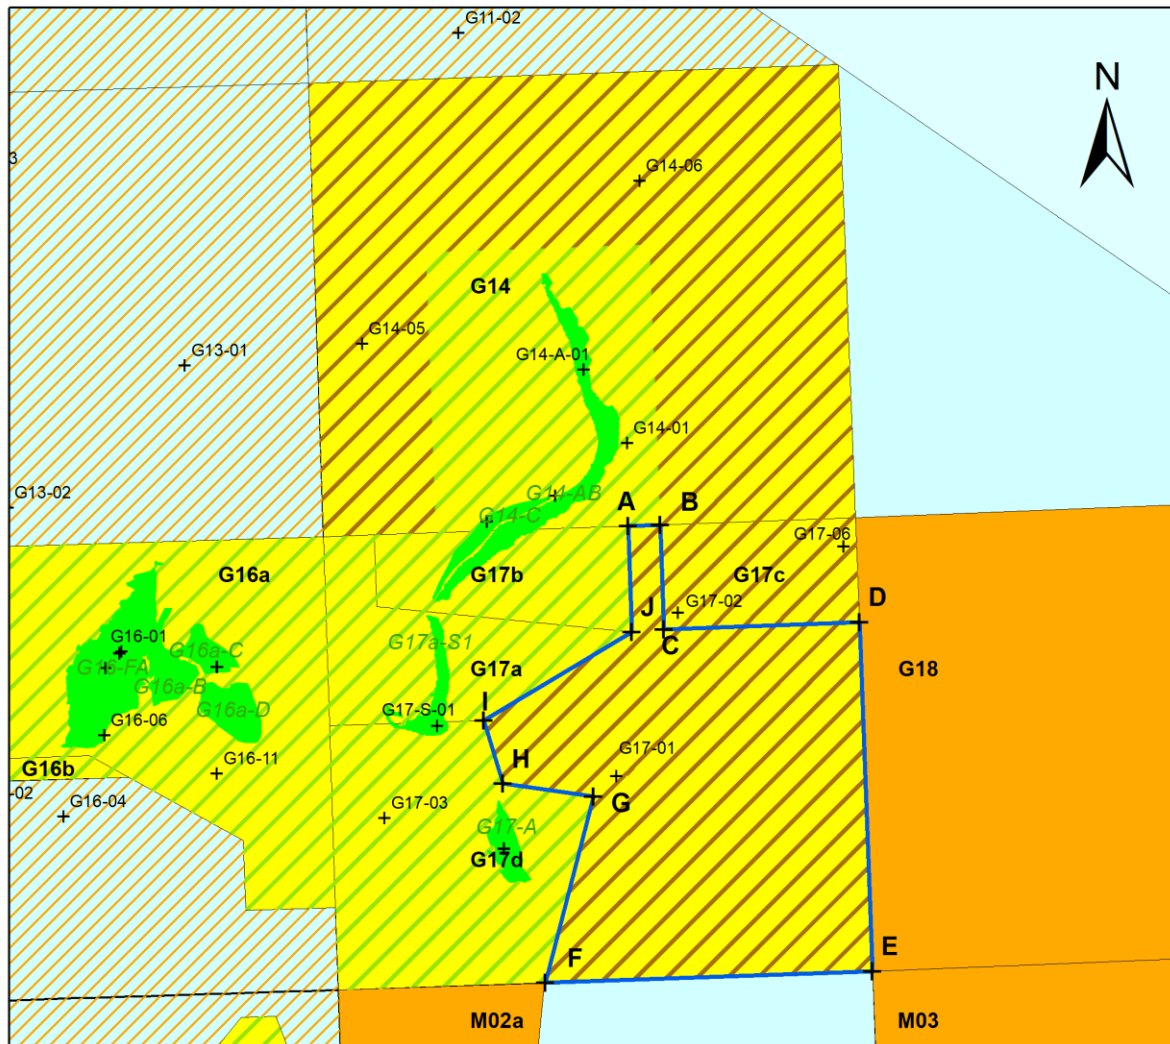 G11-02
N
3
G14-06
G14
G14-05
G13-01
G14-A-01
G14-01
G13-02
G14-AB
G14-C
A
B
G17-06
G16a
G17b
G17c
G17-02
D
J
C
G16-01
G16a-C
G17a-S1
G16-FA
G17a
G18
G16a-B
G16a-D
I
G17-S-01
G16-06
G17-01
H
G16b
G16-11
-02
G
G16-04
G17-03
G17-A
G17d
E
F
M02a
M03